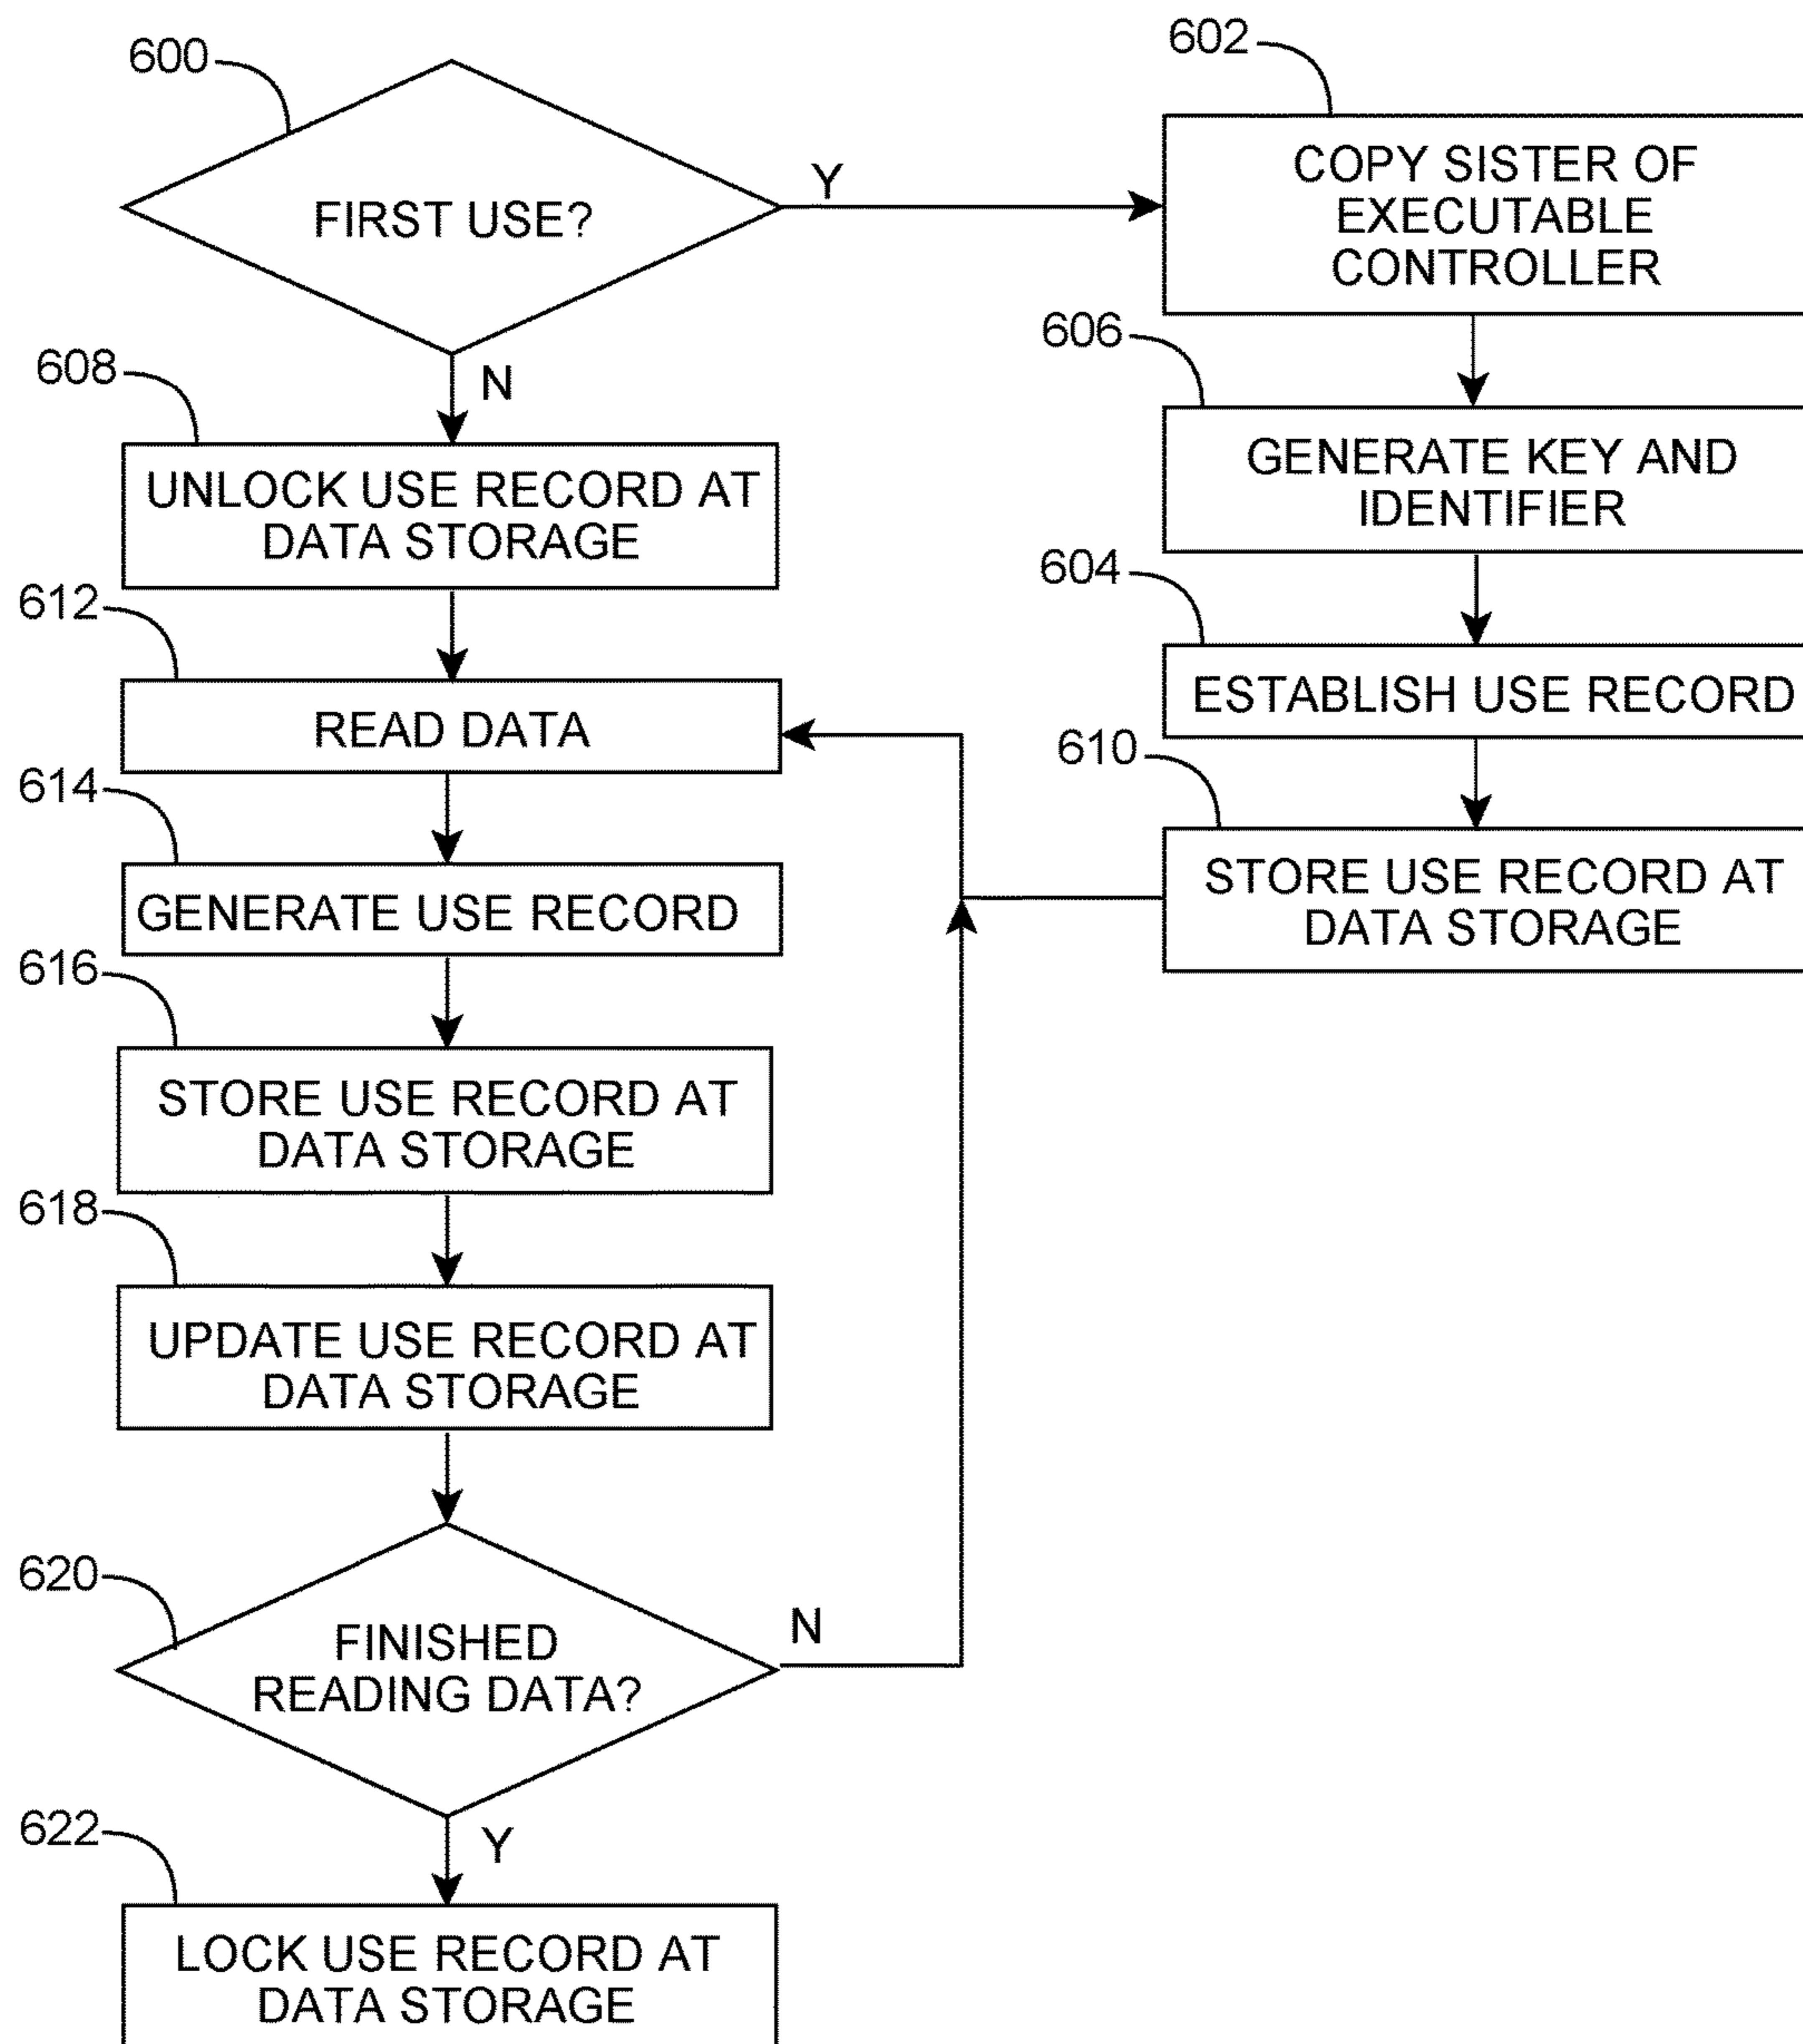 600
602
FIRST USE?
Y
COPY SISTER OF
EXECUTABLE
CONTROLLER
N
606
GENERATE KEY AND
IDENTIFIER
608
UNLOCK USE RECORD AT
DATA STORAGE
604
ESTABLISH USE RECORD
612
READ DATA
610
STORE USE RECORD AT
DATA STORAGE
614
GENERATE USE RECORD
616
STORE USE RECORD AT
DATA STORAGE
618
UPDATE USE RECORD AT
DATA STORAGE
620
FINISHED
READING DATA?
N
Y
622
LOCK USE RECORD AT
DATA STORAGE